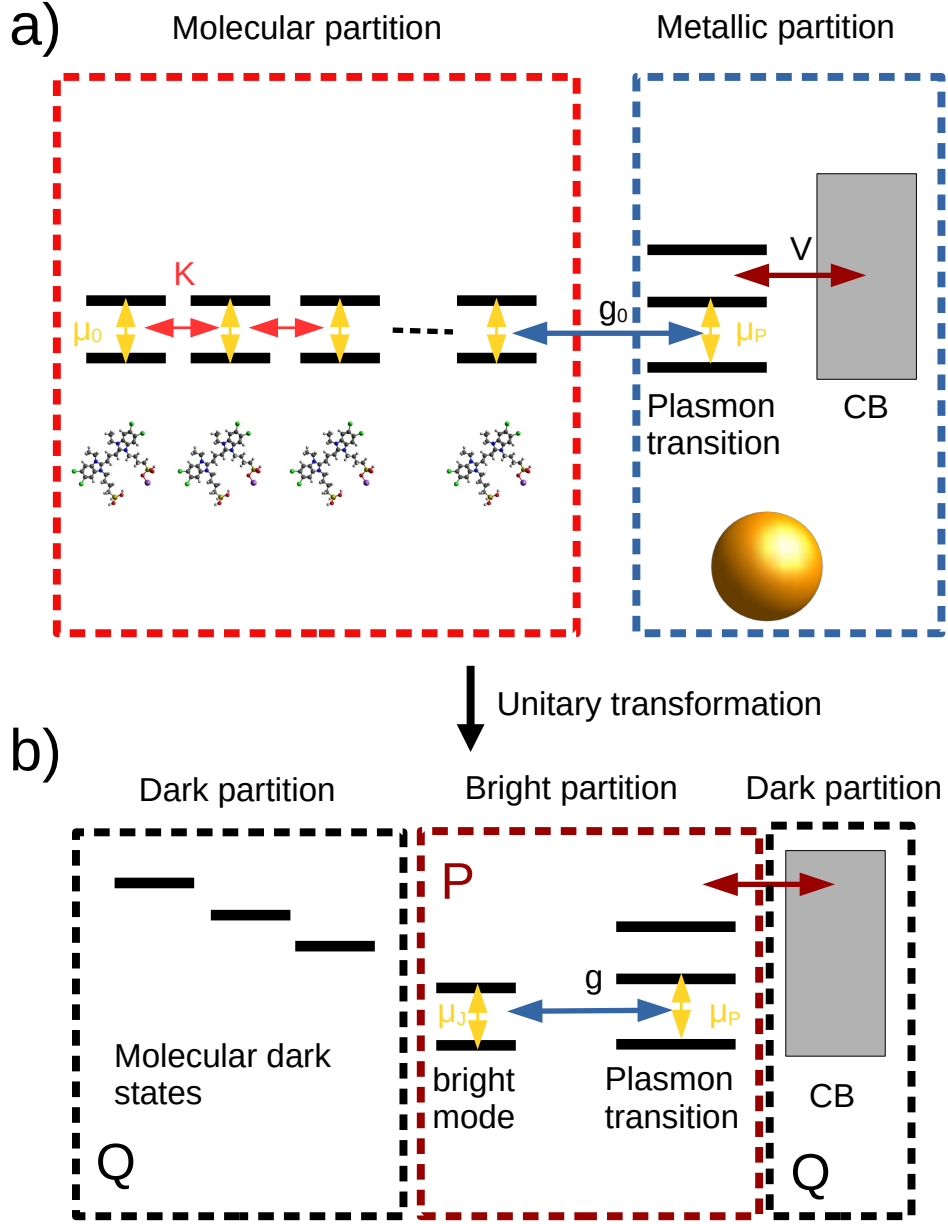 a)
Molecular partition
Metallic partition
K
μ₀
g₀
V
μₚ
Plasmon
transition
CB
Unitary transformation
b)
Dark partition
Bright partition
Dark partition
P
g
μ_J
μₚ
bright
mode
Plasmon
transition
Molecular dark
states
CB
Q
Q